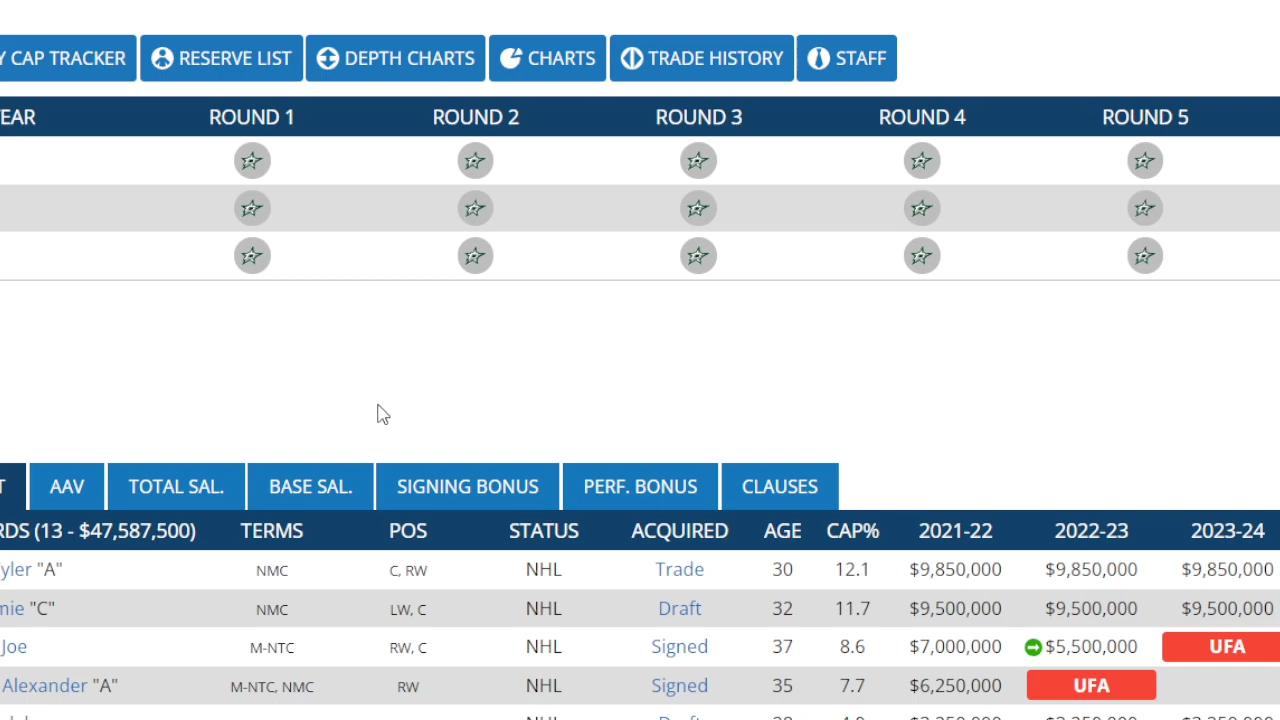 Y CAP TRACKER RESERVE LIST DEPTH CHARTS CHARTS TRADE HISTORY STAFF
EAR ROUND 1 ROUND 2 ROUND 3 ROUND 4 ROUND 5
T AAV TOTAL SAL. BASE SAL. SIGNING BONUS PERF. BONUS CLAUSES
RDS (13 - $47,587,500) TERMS POS STATUS ACQUIRED AGE CAP% 2021-22 2022-23 2023-24
yler "A" NMC C, RW NHL Trade 30 12.1 $9,850,000 $9,850,000 $9,850,000
mie "C" NMC LW, C NHL Draft 32 11.7 $9,500,000 $9,500,000 $9,500,000
Joe M-NTC RW, C NHL Signed 37 8.6 $7,000,000 $5,500,000 UFA
Alexander "A" M-NTC, NMC RW NHL Signed 35 7.7 $6,250,000 UFA